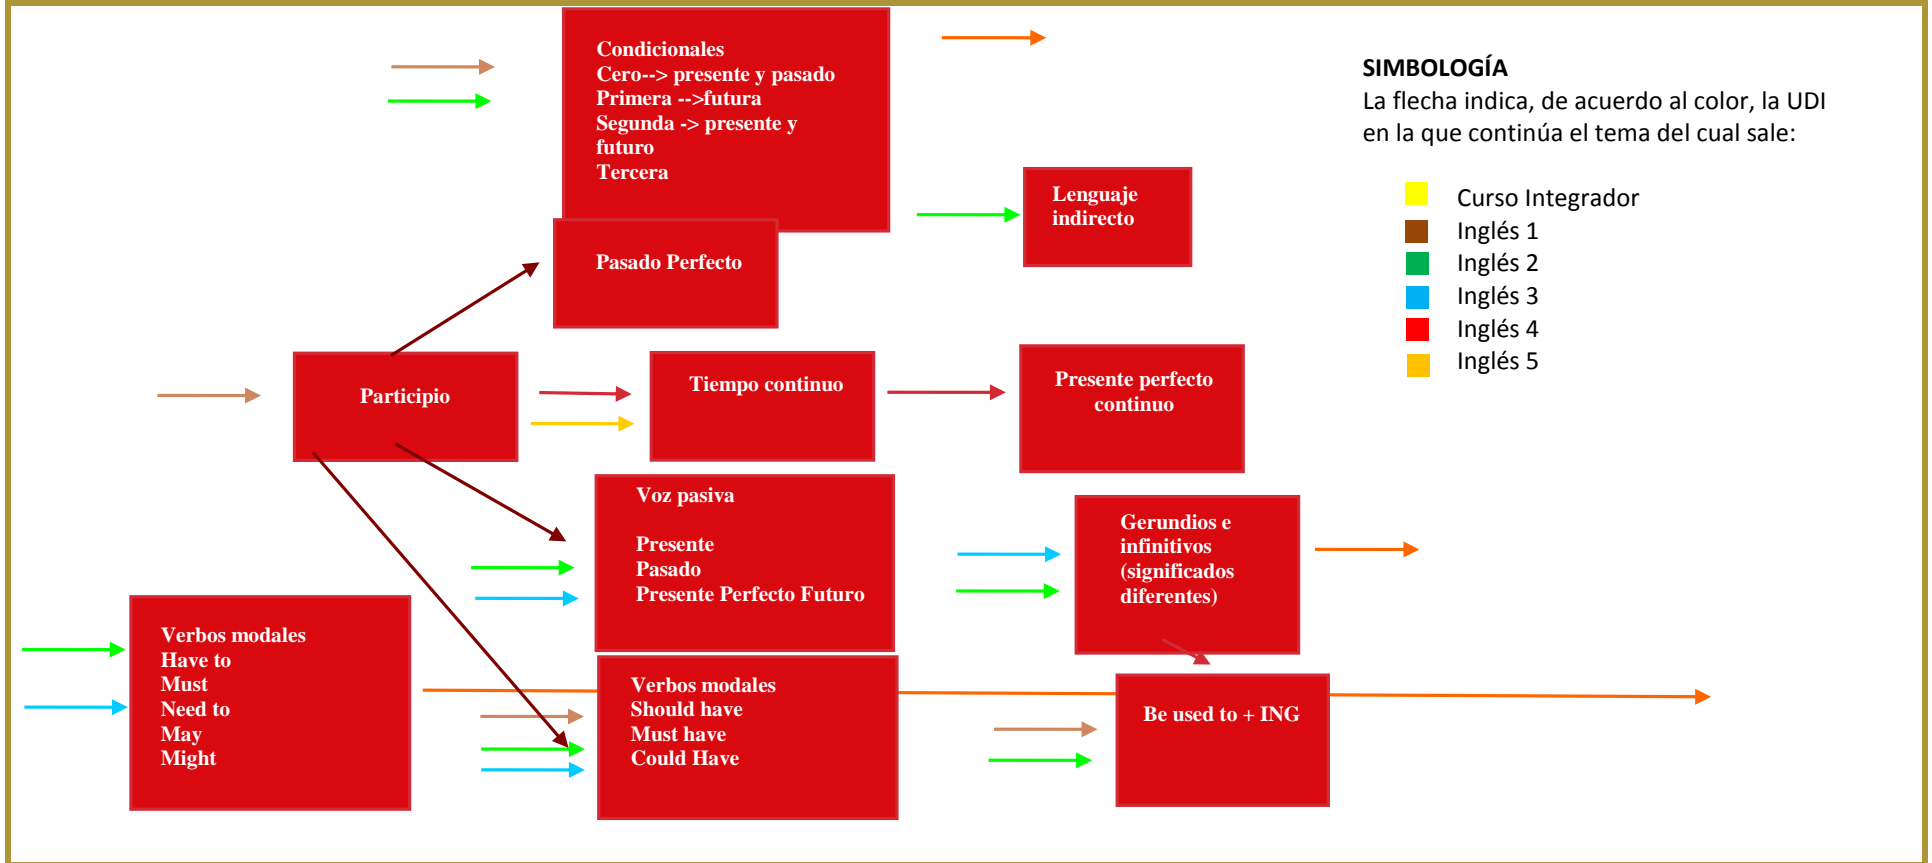 Condicionales
Cero--> presente y pasado
Primera -->futura
Segunda -> presente y
futuro
Tercera
SIMBOLOGÍA
La flecha indica, de acuerdo al color, la UDI
en la que continúa el tema del cual sale:
Curso Integrador
Inglés 1
Inglés 2
Inglés 3
Inglés 4
Inglés 5
Lenguaje
indirecto
Pasado Perfecto
Participio
Tiempo continuo
Presente perfecto
continuo
Voz pasiva
Presente
Pasado
Presente Perfecto Futuro
Gerundios e
infinitivos
(significados
diferentes)
Verbos modales
Have to
Must
Need to
May
Might
Verbos modales
Should have
Must have
Could Have
Be used to + ING